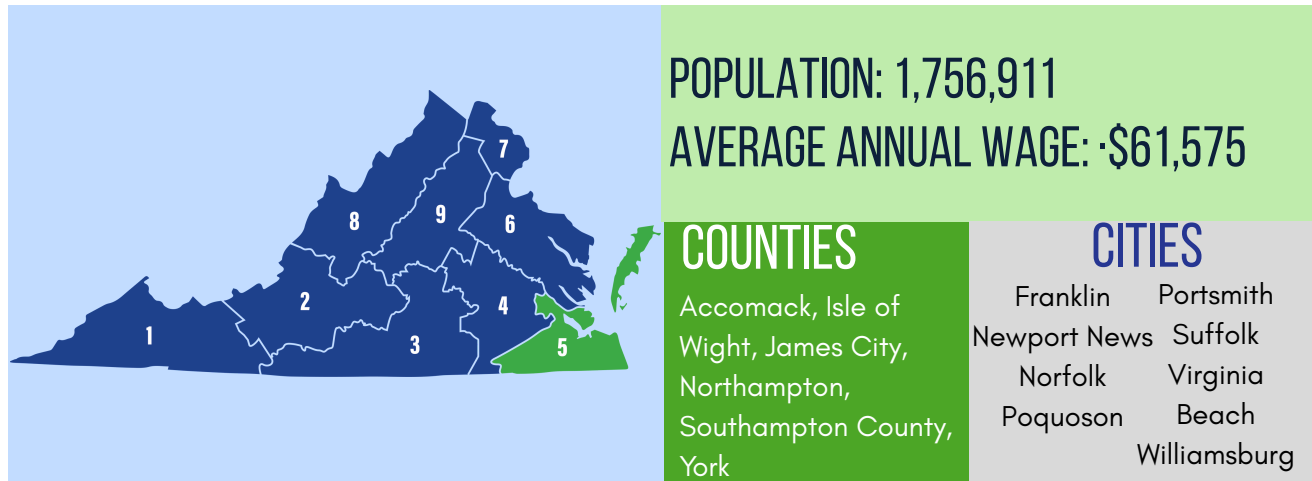 7
8
9
6
2
4
1
3
5
POPULATION: 1,756,911
AVERAGE ANNUAL WAGE: ·$61,575
COUNTIES
Accomack, Isle of
Wight, James City,
Northampton,
Southampton County,
York
CITIES
Franklin
Newport News
Norfolk
Poquoson
Portsmith
Suffolk
Virginia
Beach
Williamsburg